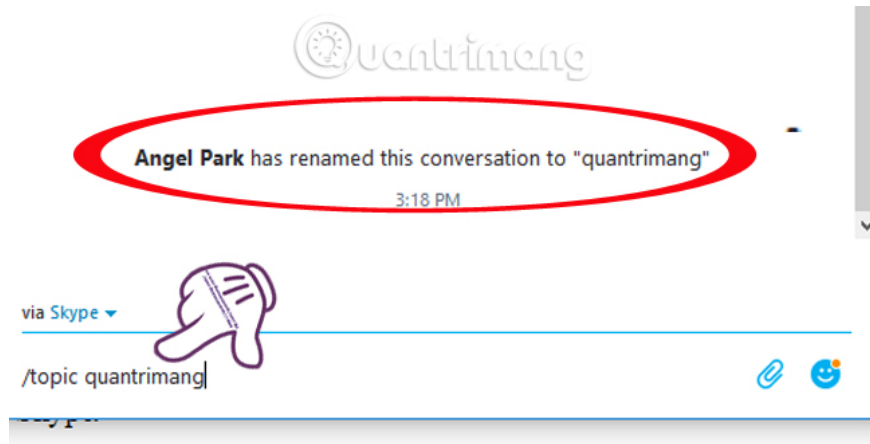 Quantrimang
Angel Park has renamed this conversation to "quantrimang"
3:18 PM
via Skype
/topic quantrimang